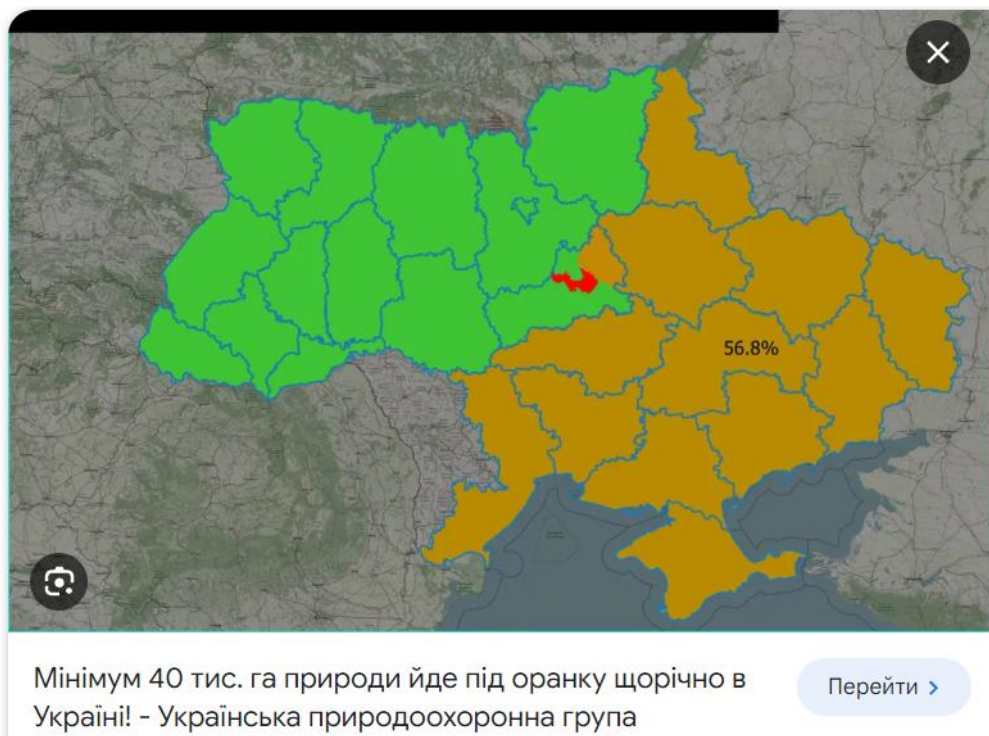 56.8%
Мінімум 40 тис. га природи йде під оранку щорічно в
Україні! - Українська природоохоронна група
Перейти